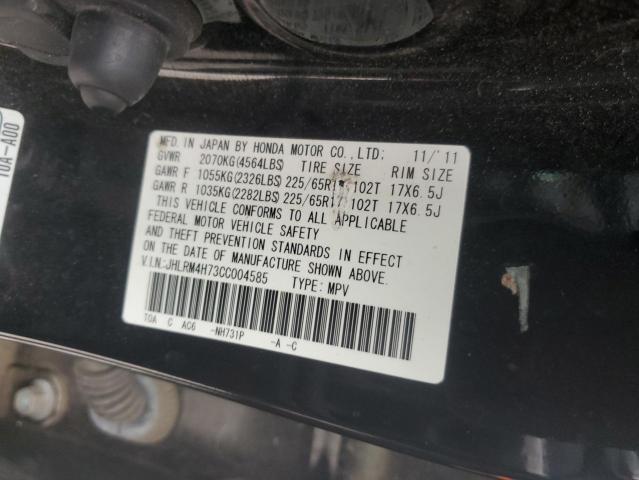 MFD. IN JAPAN BY HONDA MOTOR CO., LTD: 11/'11
GVWR 2070KG(4564LBS) TIRE SIZE RIM SIZE
GAWR F 1055KG(2326LBS) 225/65R17 102T 17X6.5J
GAWR R 1035KG(2282LBS) 225/65R17 102T 17X6.5J
THIS VEHICLE CONFORMS TO ALL APPLICABLE
FEDERAL MOTOR VEHICLE SAFETY
AND THEFT PREVENTION STANDARDS IN EFFECT
ON THE DATE OF MANUFACTURE SHOWN ABOVE.
V.I.N.:JHLRM4H73CC004585 TYPE: MPV
T0A C AC6 -NH731P -A -C
10A-A00